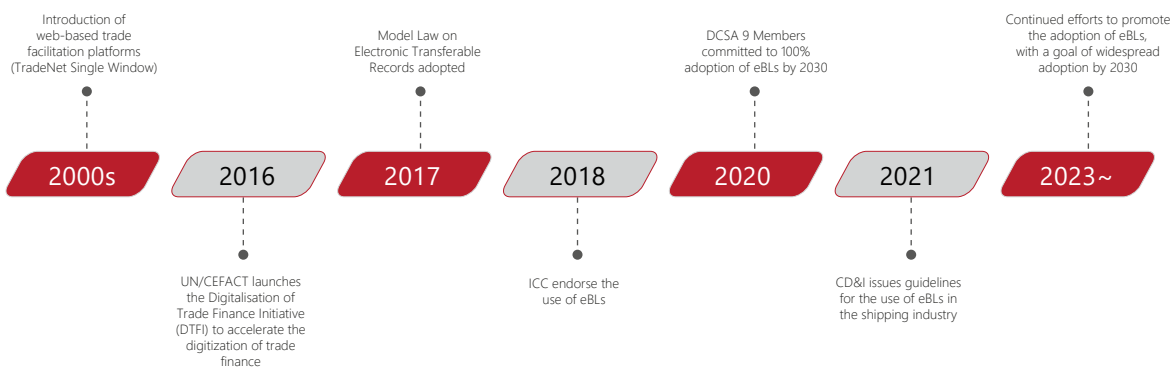 Introduction of
web-based trade
facilitation platforms
(TradeNet Single Window)
Model Law on
Electronic Transferable
Records adopted
DCSA 9 Members
committed to 100%
adoption of eBLs by 2030
Continued efforts to promote
the adoption of eBLs,
with a goal of widespread
adoption by 2030
2000s
2016
2017
2018
2020
2021
2023~
UN/CEFACT launches
the Digitalisation of
Trade Finance Initiative
(DTFI) to accelerate the
digitization of trade
finance
ICC endorse the
use of eBLs
CD&I issues guidelines
for the use of eBLs in
the shipping industry